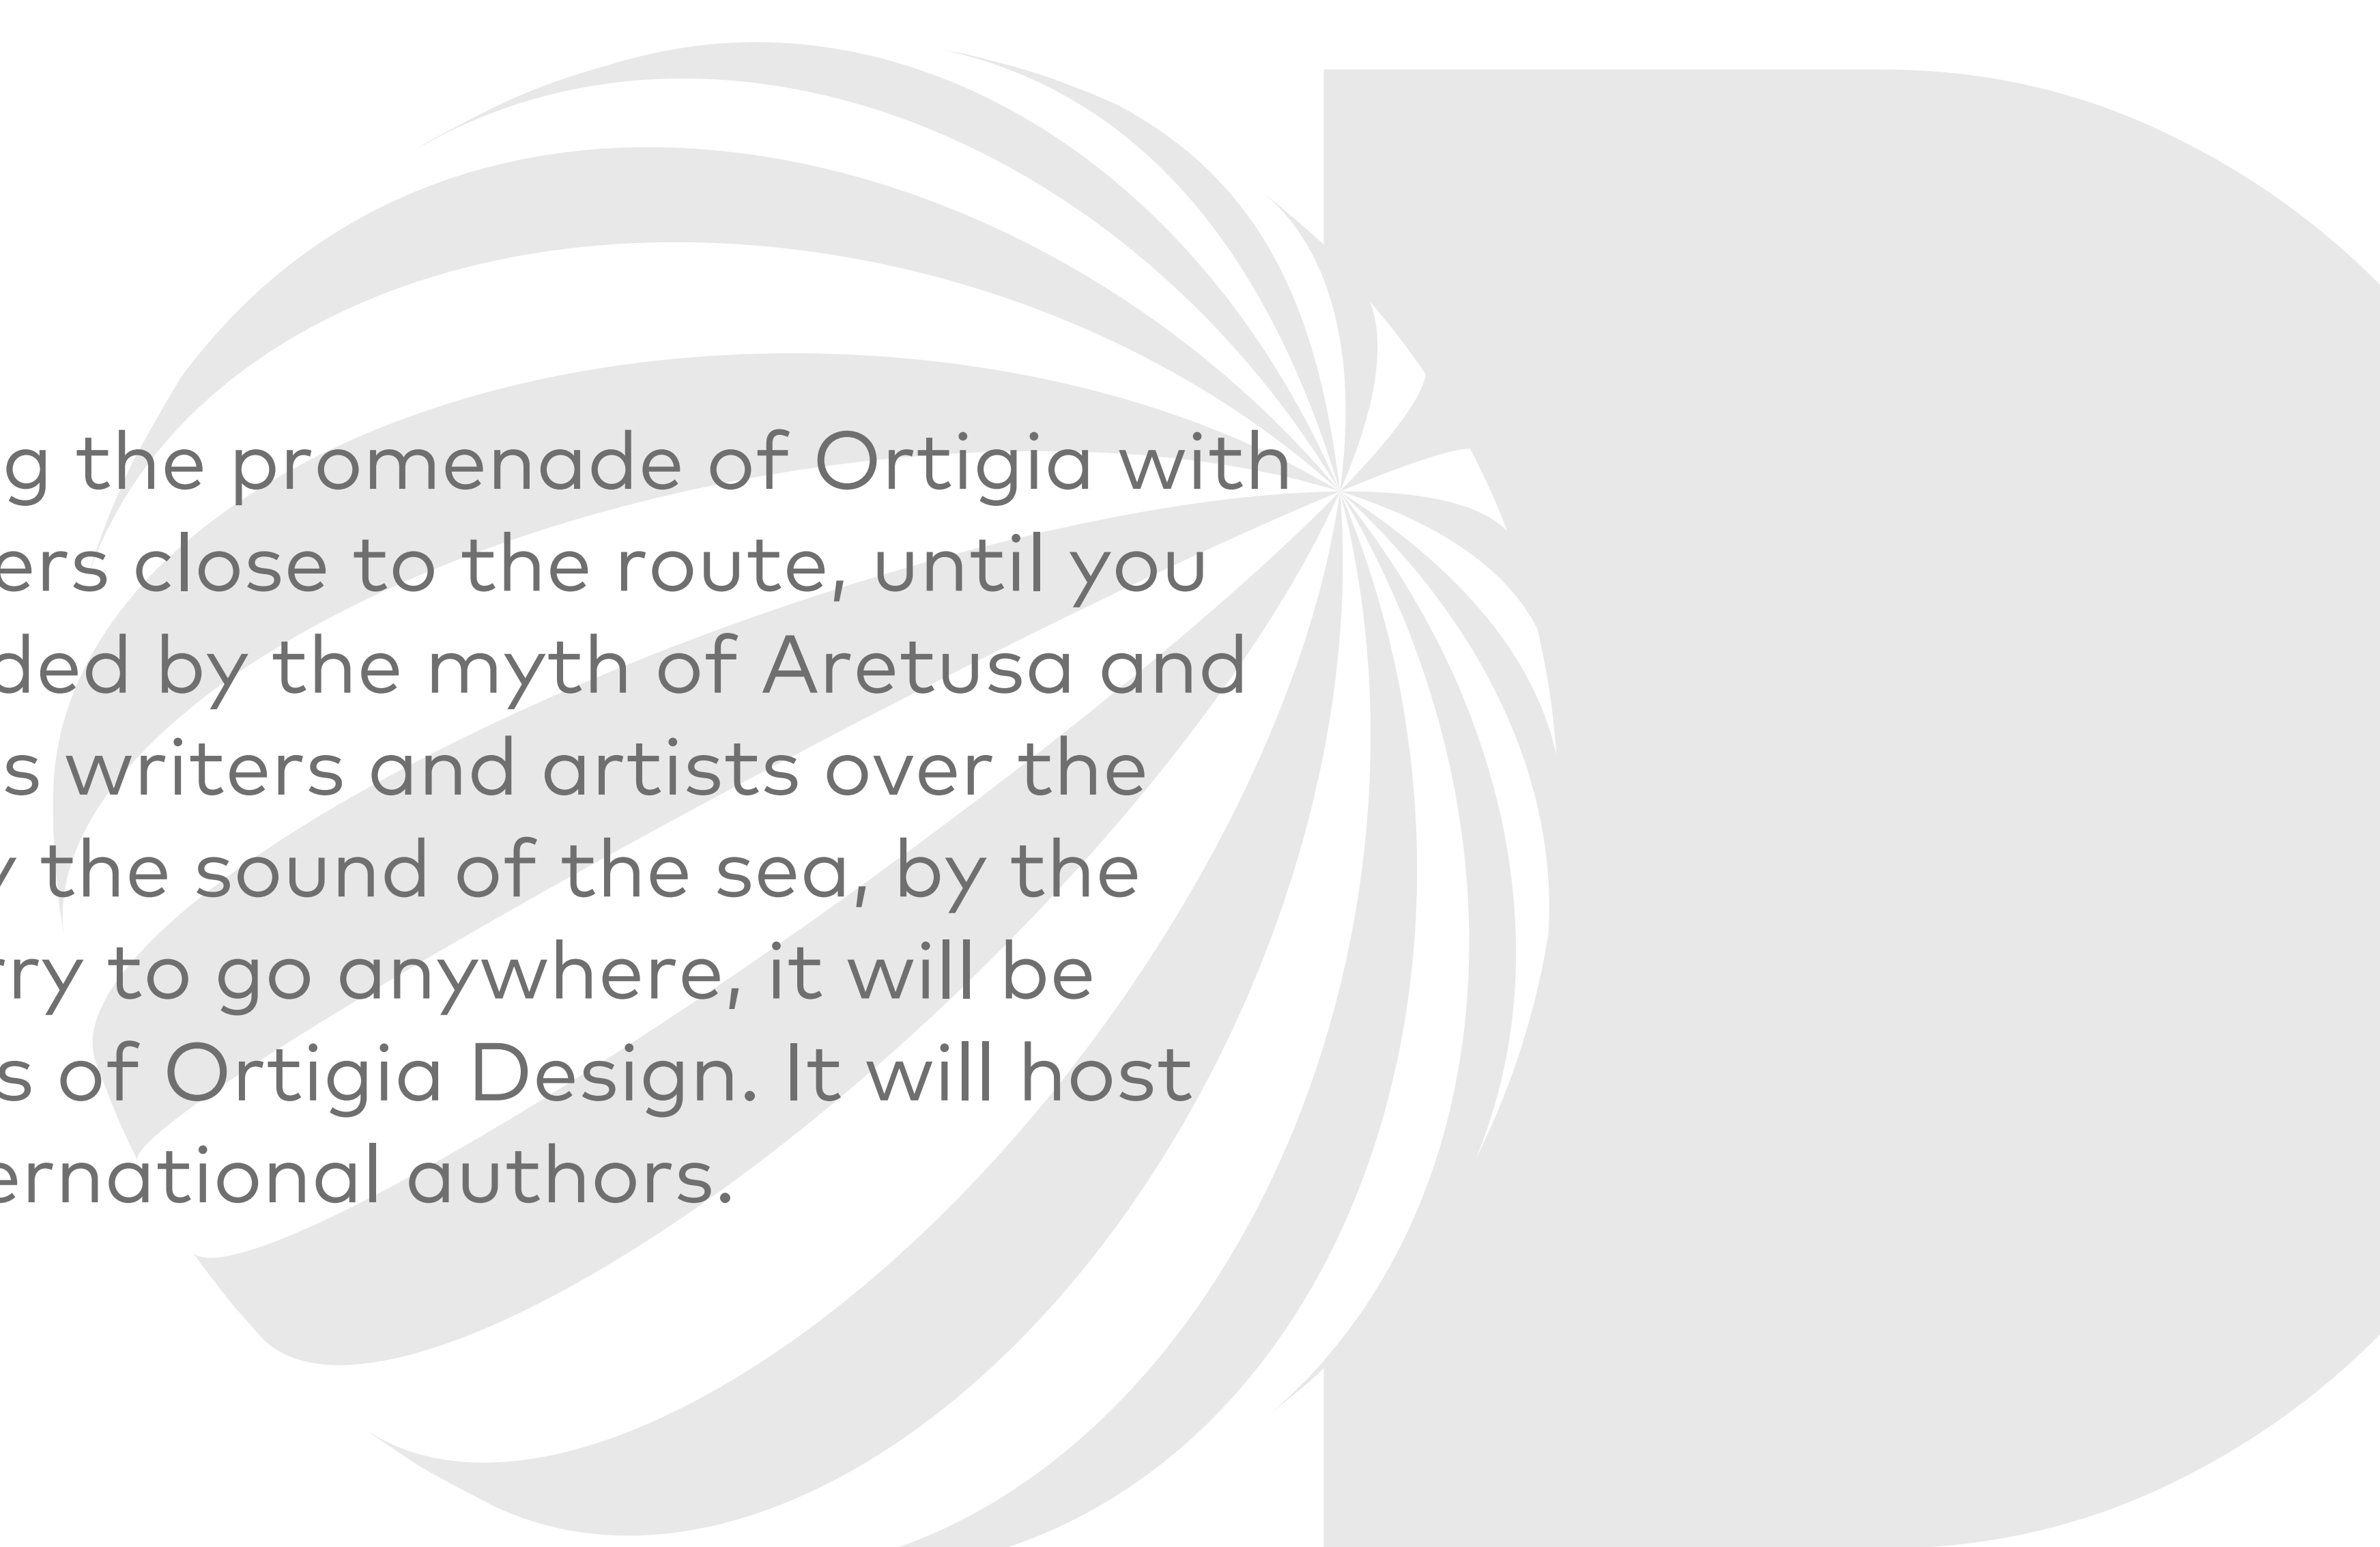 g the promenade of Ortigia with
ers close to the route, until you
ded by the myth of Aretusa and
s writers and artists over the
y the sound of the sea, by the
ry to go anywhere, it will be
s of Ortigia Design. It will host
ernational authors.